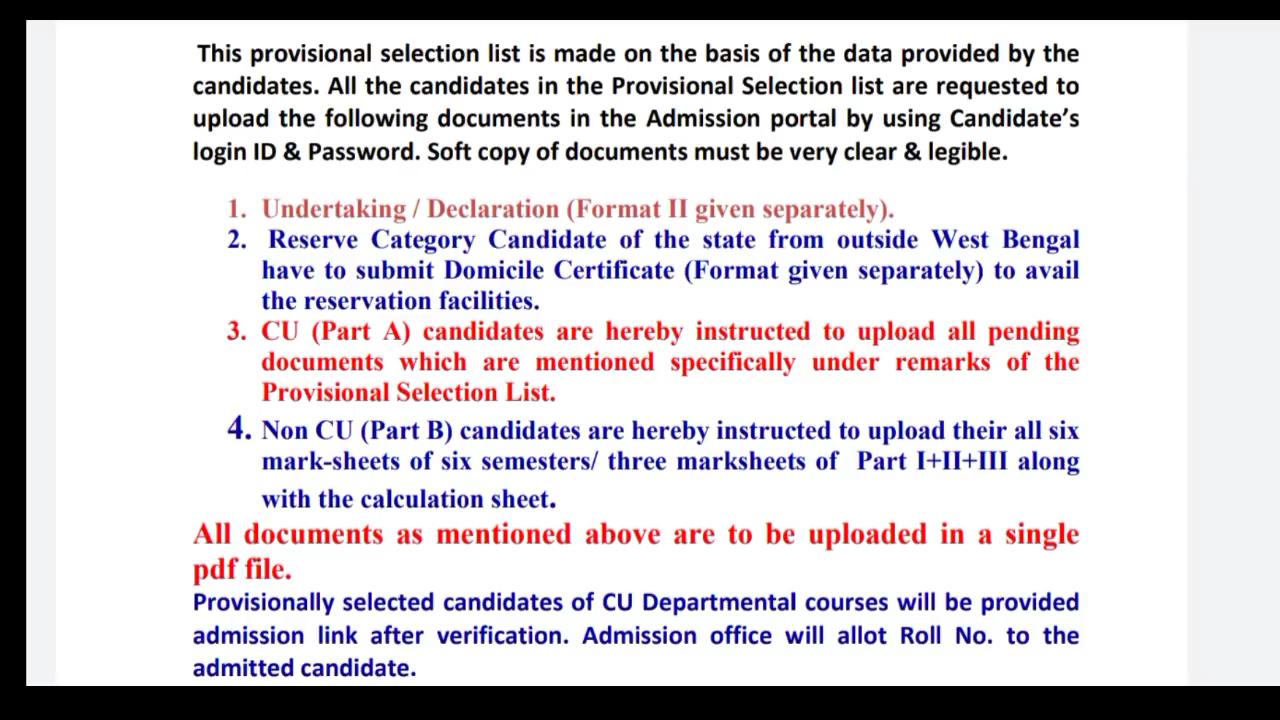 This provisional selection list is made on the basis of the data provided by the
candidates. All the candidates in the Provisional Selection list are requested to
upload the following documents in the Admission portal by using Candidate’s
login ID & Password. Soft copy of documents must be very clear & legible.
1. Undertaking / Declaration (Format II given separately).
2. Reserve Category Candidate of the state from outside West Bengal
have to submit Domicile Certificate (Format given separately) to avail
the reservation facilities.
3. CU (Part A) candidates are hereby instructed to upload all pending
documents which are mentioned specifically under remarks of the
Provisional Selection List.
4. Non CU (Part B) candidates are hereby instructed to upload their all six
mark-sheets of six semesters/ three marksheets of Part I+II+III along
with the calculation sheet.
All documents as mentioned above are to be uploaded in a single
pdf file.
Provisionally selected candidates of CU Departmental courses will be provided
admission link after verification. Admission office will allot Roll No. to the
admitted candidate.